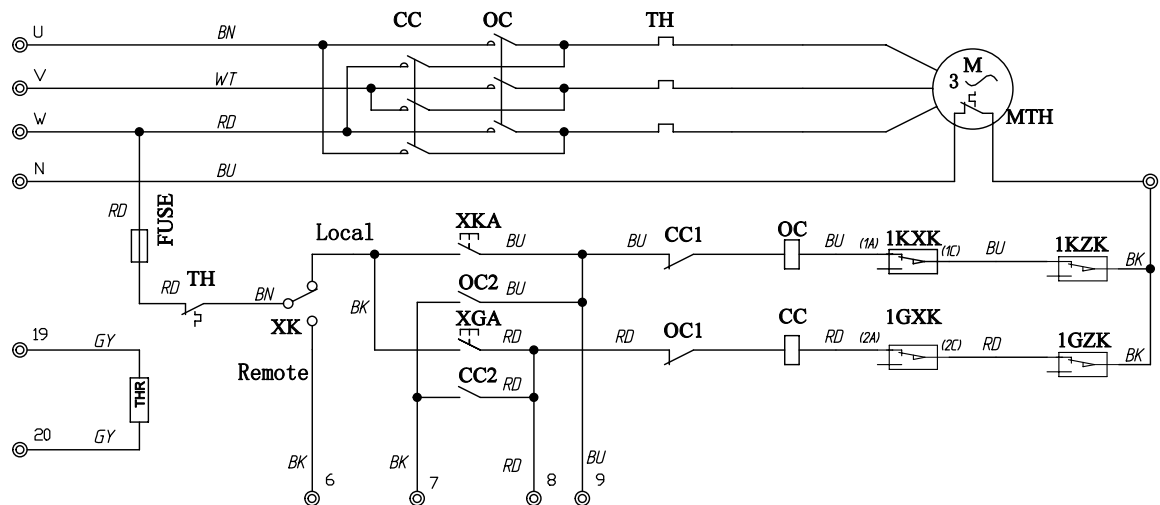 CC OC TH
U BN
V WT
W RD
N BU
M
3
MTH
RD
FUSE
Local
XKA
BU BU CC1 OC BU (1A) 1KXK (1C) BU 1KZK BK
TH
RD BN
XK
BK
OC2 BU
XGA
RD RD OC1 CC RD (2A) 1GXK (2C) RD 1GZK BK
19 GY
THR
20 GY
Remote
CC2 RD
BK 6
BK 7
RD 8
BU 9